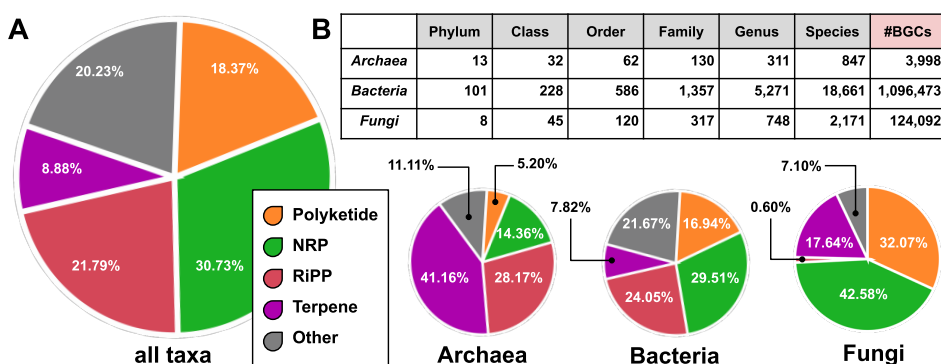 A
20.23%
18.37%
8.88%
21.79%
30.73%
all taxa
Polyketide
NRP
RiPP
Terpene
Other
B
Phylum Class Order Family Genus Species #BGCs
Archaea 13 32 62 130 311 847 3,998
Bacteria 101 228 586 1,357 5,271 18,661 1,096,473
Fungi 8 45 120 317 748 2,171 124,092
11.11%
5.20%
14.36%
41.16%
28.17%
Archaea
7.82%
21.67%
16.94%
29.51%
24.05%
Bacteria
7.10%
0.60%
17.64%
32.07%
42.58%
Fungi